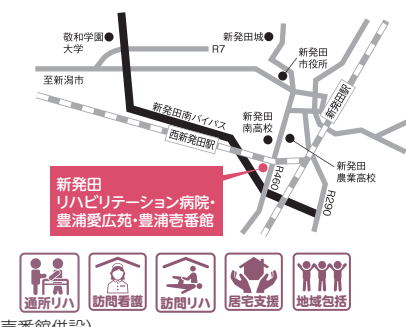 敬和学園
大学
新発田城
R7
新発田
市役所
至新潟市
新発田駅
新発田南バイパス
新発田
南高校
西新発田駅
新発田
農業高校
新発田
リハビリテーション病院・
豊浦愛広苑・豊浦壱番館
R460
R290
通所リハ
訪問看護
訪問リハ
居宅支援
地域包括
壱番館併設)